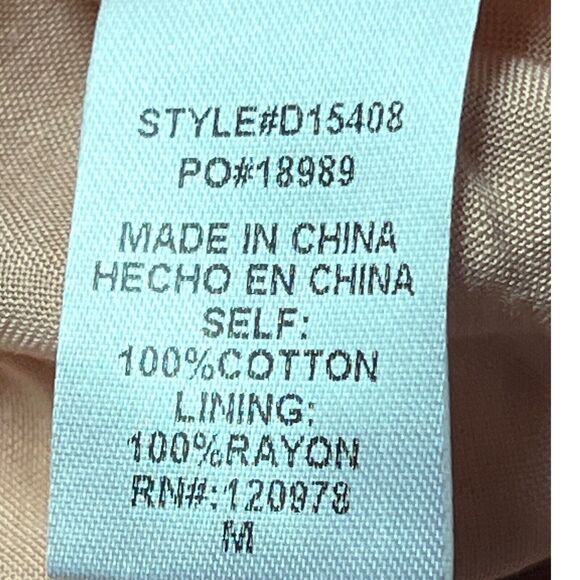 STYLE#D15408
PO#18989
MADE IN CHINA
HECHO EN CHINA
SELF:
100%COTTON
LINING:
100%RAYON
RN#:120978
M